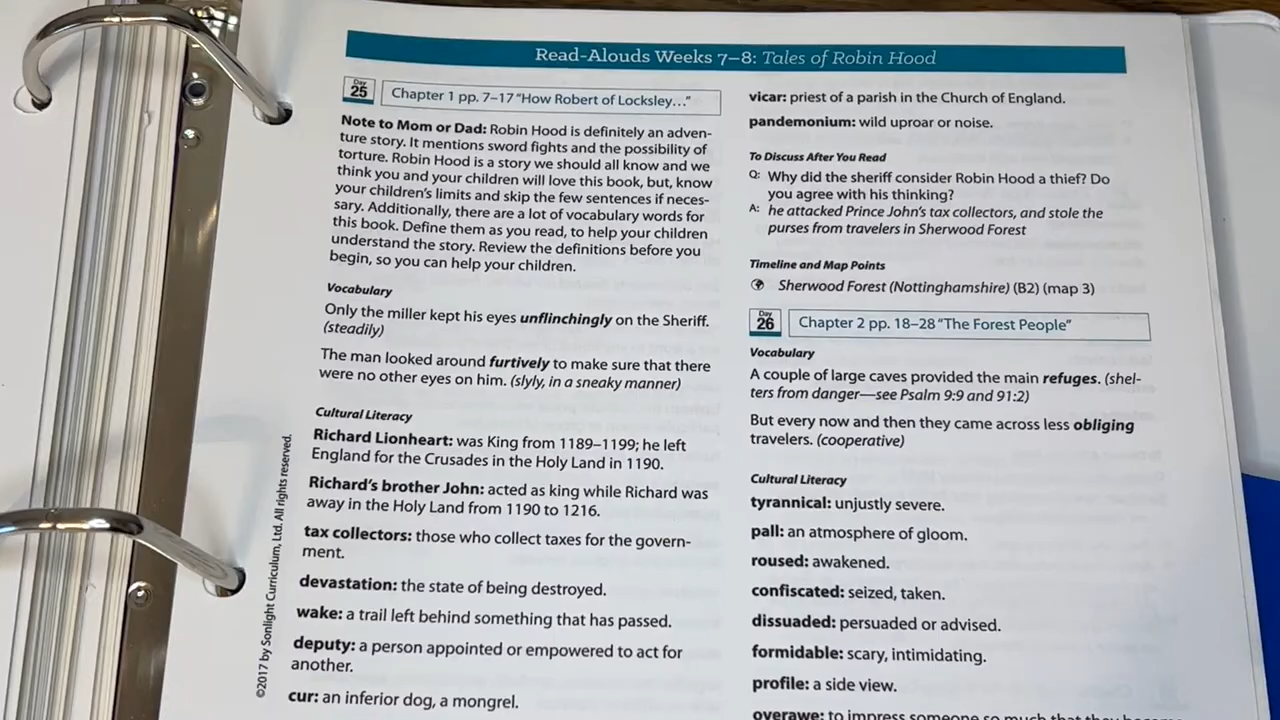 Read-Alouds Weeks 7–8: Tales of Robin Hood
Day
25
Chapter 1 pp. 7–17 "How Robert of Locksley…"
Note to Mom or Dad: Robin Hood is definitely an adven-
ture story. It mentions sword fights and the possibility of
torture. Robin Hood is a story we should all know and we
think you and your children will love this book, but, know
your children's limits and skip the few sentences if neces-
sary. Additionally, there are a lot of vocabulary words for
this book. Define them as you read, to help your children
understand the story. Review the definitions before you
begin, so you can help your children.
Vocabulary
Only the miller kept his eyes unflinchingly on the Sheriff.
(steadily)
The man looked around furtively to make sure that there
were no other eyes on him. (slyly, in a sneaky manner)
Cultural Literacy
Richard Lionheart: was King from 1189–1199; he left
England for the Crusades in the Holy Land in 1190.
Richard's brother John: acted as king while Richard was
away in the Holy Land from 1190 to 1216.
tax collectors: those who collect taxes for the govern-
ment.
devastation: the state of being destroyed.
wake: a trail left behind something that has passed.
deputy: a person appointed or empowered to act for
another.
cur: an inferior dog, a mongrel.
©2017 by Sonlight Curriculum, Ltd. All rights reserved.
vicar: priest of a parish in the Church of England.
pandemonium: wild uproar or noise.
To Discuss After You Read
Q: Why did the sheriff consider Robin Hood a thief? Do
you agree with his thinking?
A: he attacked Prince John's tax collectors, and stole the
purses from travelers in Sherwood Forest
Timeline and Map Points
Sherwood Forest (Nottinghamshire) (B2) (map 3)
Day
26
Chapter 2 pp. 18–28 "The Forest People"
Vocabulary
A couple of large caves provided the main refuges. (shel-
ters from danger—see Psalm 9:9 and 91:2)
But every now and then they came across less obliging
travelers. (cooperative)
Cultural Literacy
tyrannical: unjustly severe.
pall: an atmosphere of gloom.
roused: awakened.
confiscated: seized, taken.
dissuaded: persuaded or advised.
formidable: scary, intimidating.
profile: a side view.
overawe: to impress someone so much that they